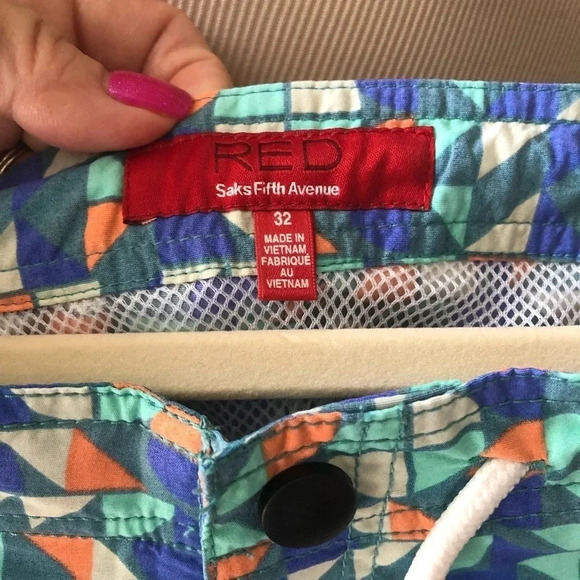 RED
Saks Fifth Avenue
32
MADE IN
VIETNAM
FABRIQUÉ
AU
VIETNAM